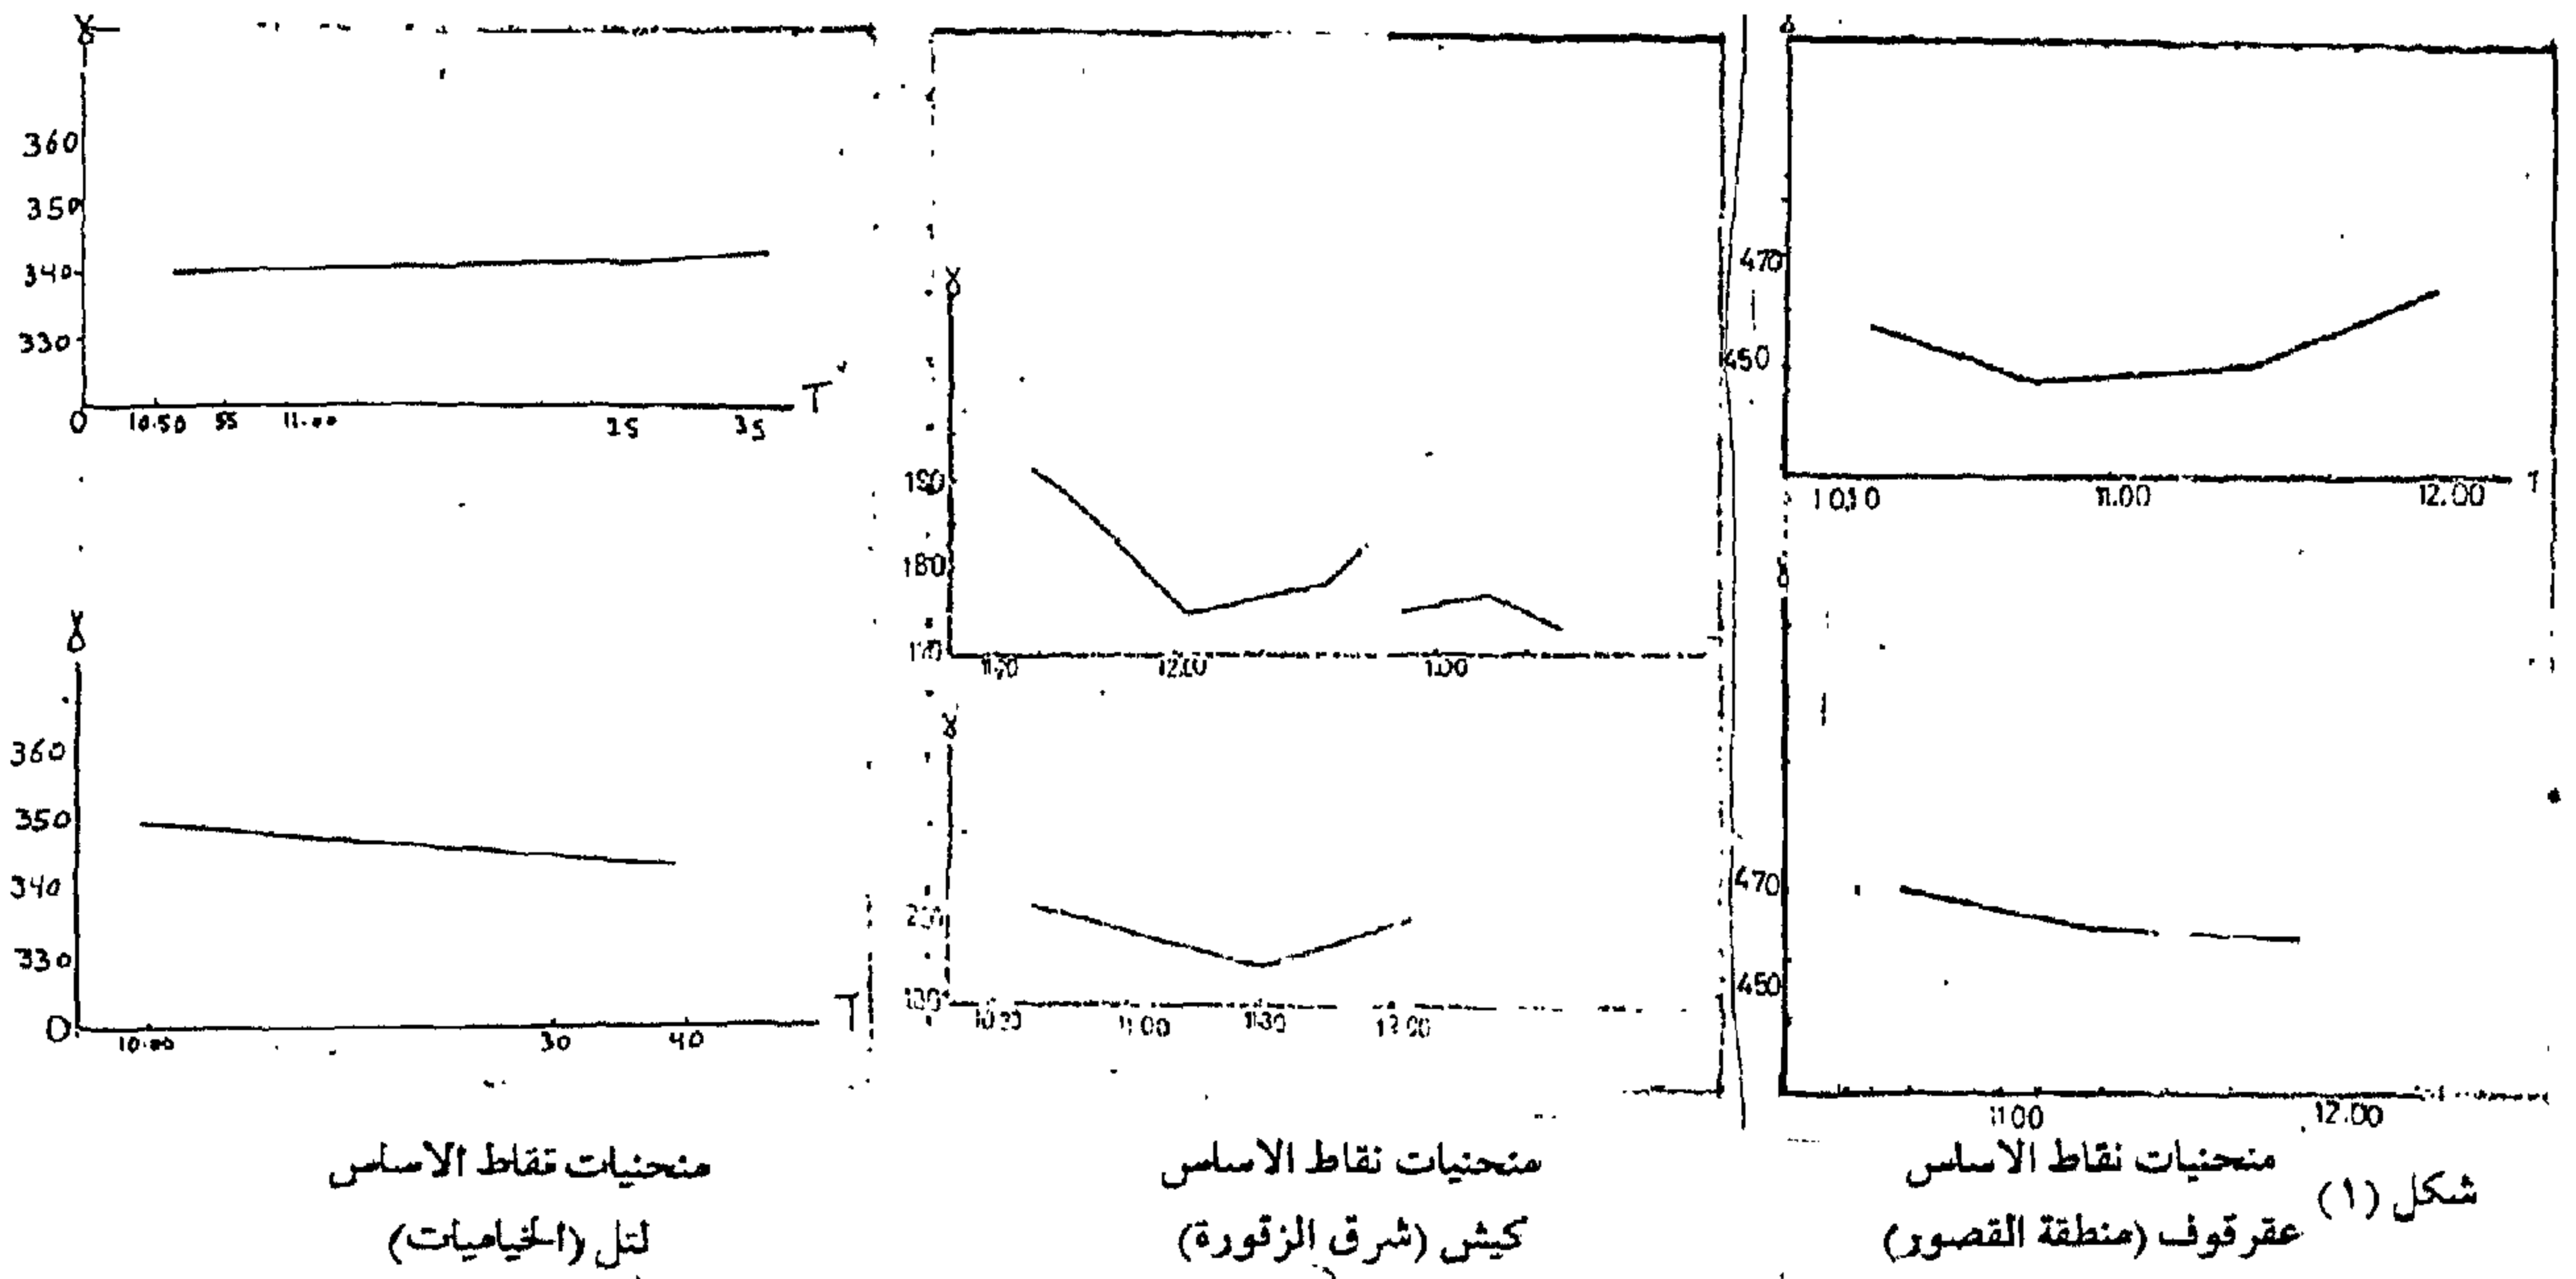 γ
360
350
340
330
0
10.50 55 11.00 25 35
T
γ
360
350
340
330
0
10.00 30 40
T
منحنيات نقاط الاساس
لتل (الخياميات)
γ
190
180
170
12.00 1.00
γ
10.30 11.00 11.30 12.00
منحنيات نقاط الاساس
كيش (شرق الزقورة)
470
450
10.10 11.00 12.00
T
470
450
11.00 12.00
شكل (١)
منحنيات نقاط الاساس
عقرقوف (منطقة القصور)